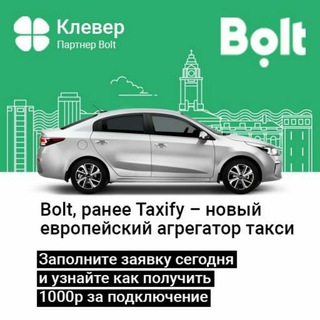 Клевер
Партнер Bolt
Bolt
Bolt, ранее Taxify – новый
европейский агрегатор такси
Заполните заявку сегодня
и узнайте как получить
1000р за подключение